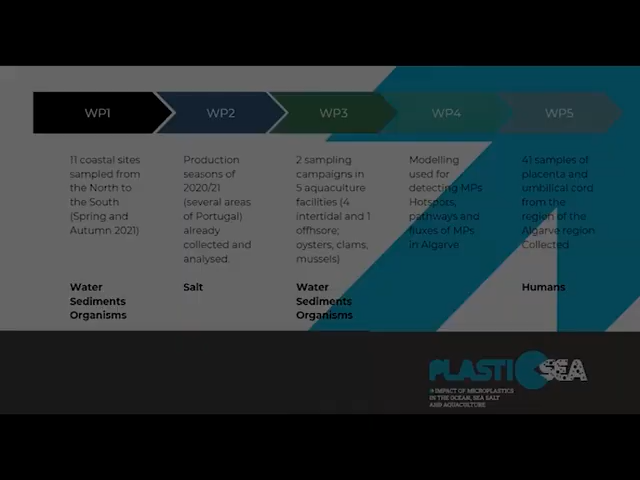 WP1
WP2
WP3
WP4
WP5
11 coastal sites
sampled from
the North to
the South
(Spring and
Autumn 2021)
Water
Sediments
Organisms
Production
seasons of
2020/21
(several areas
of Portugal)
already
collected and
analysed.
Salt
2 sampling
campaigns in
5 aquaculture
facilities (4
intertidal and 1
offshore;
oysters, clams,
mussels)
Water
Sediments
Organisms
Modelling
used for
detecting MPs
Hotspots,
pathways and
fluxes of MPs
in Algarve
41 samples of
placenta and
umbilical cord
from the
region of the
Algarve region
Collected
Humans
PLASTICSEA
IMPACT OF MICROPLASTICS
IN THE OCEAN, SEA SALT
AND AQUACULTURE